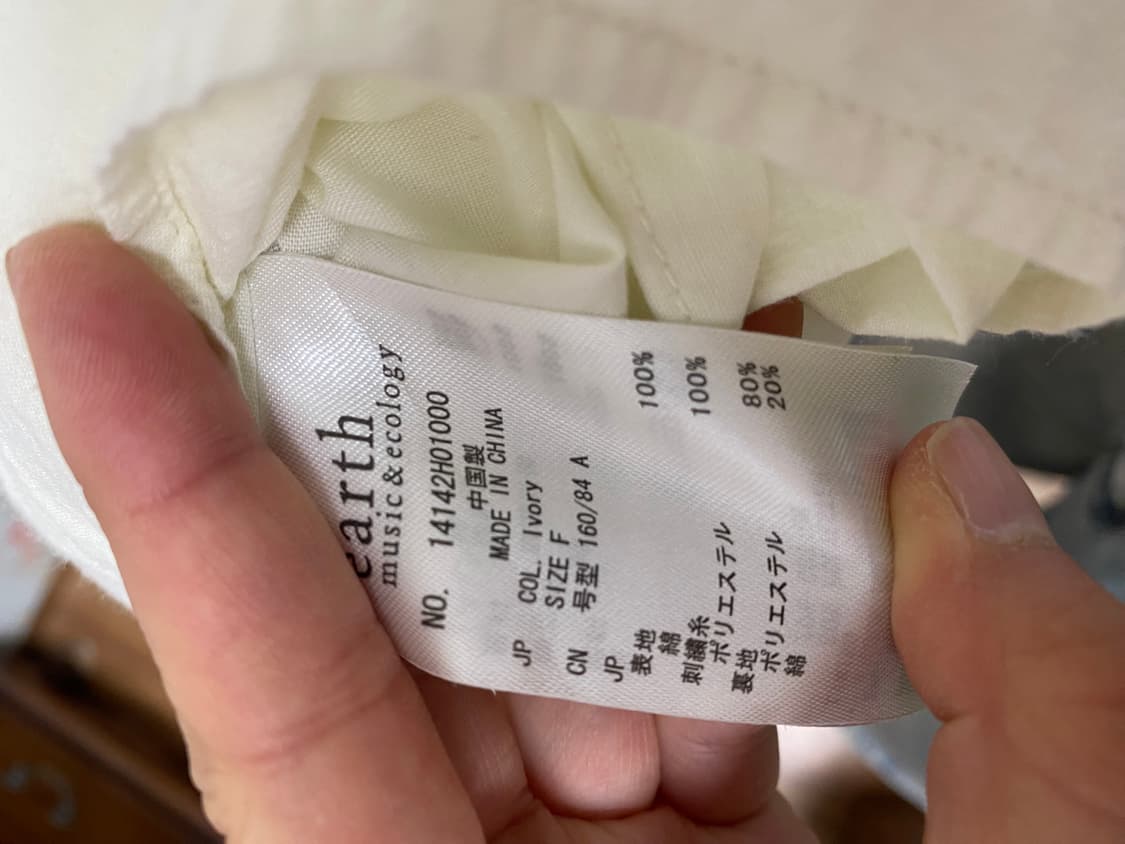 earth
music&ecology
NO. 14142H01000
中国製
MADE IN CHINA
JP COL. Ivory
SIZE F
CN 号型 160/84 A
JP
表地
綿 100%
刺繍糸
ポリエステル 100%
裏地
ポリエステル 80%
綿 20%